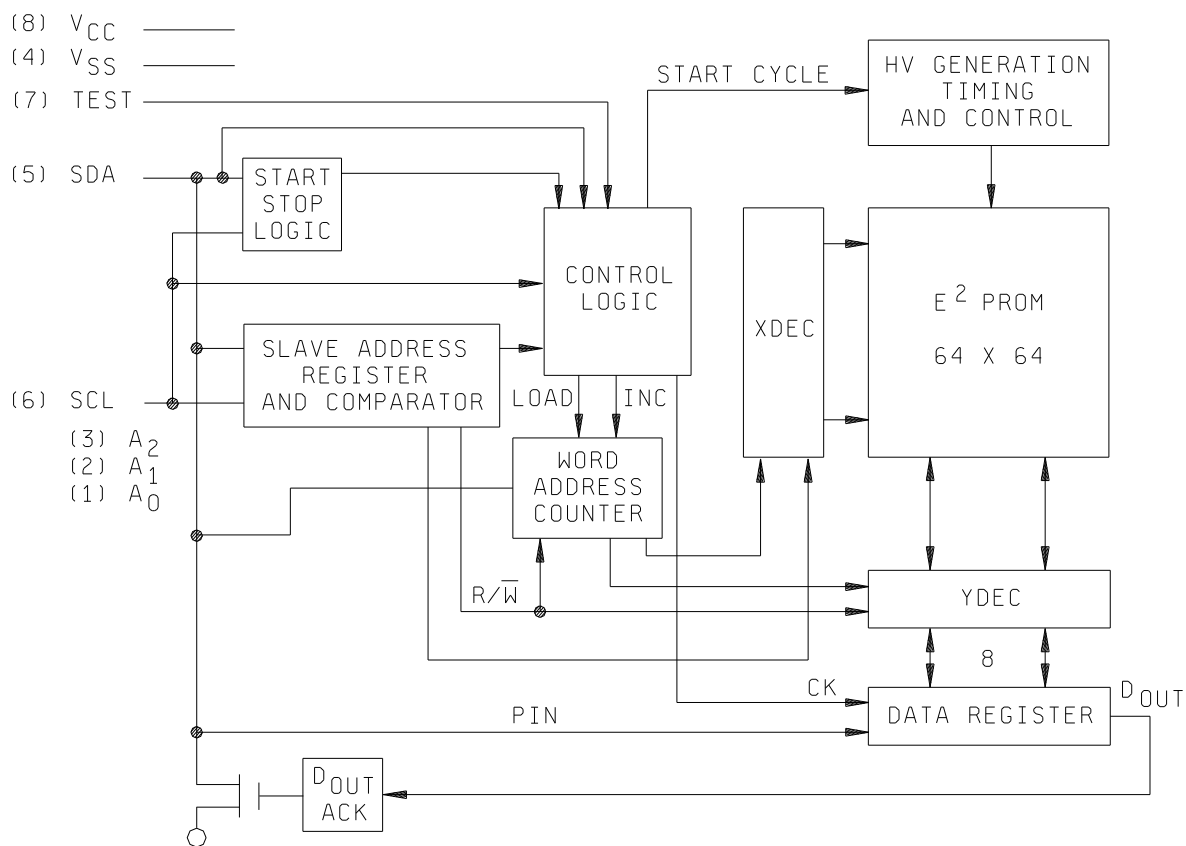 (8) VCC
(4) VSS
(7) TEST
(5) SDA
(6) SCL
(3) A2
(2) A1
(1) A0
START
STOP
LOGIC
SLAVE ADDRESS
REGISTER
AND COMPARATOR
CONTROL
LOGIC
START CYCLE
HV GENERATION
TIMING
AND CONTROL
XDEC
E2 PROM
64 X 64
LOAD
INC
WORD
ADDRESS
COUNTER
R/W̅
YDEC
8
CK
PIN
DATA REGISTER
DOUT
DOUT
ACK